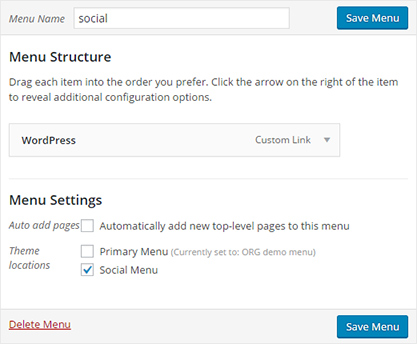 Menu Name social Save Menu
Menu Structure
Drag each item into the order you prefer. Click the arrow on the right of the item
to reveal additional configuration options.
WordPress Custom Link
Menu Settings
Auto add pages Automatically add new top-level pages to this menu
Theme locations Primary Menu (Currently set to: ORG demo menu)
Social Menu
Delete Menu Save Menu